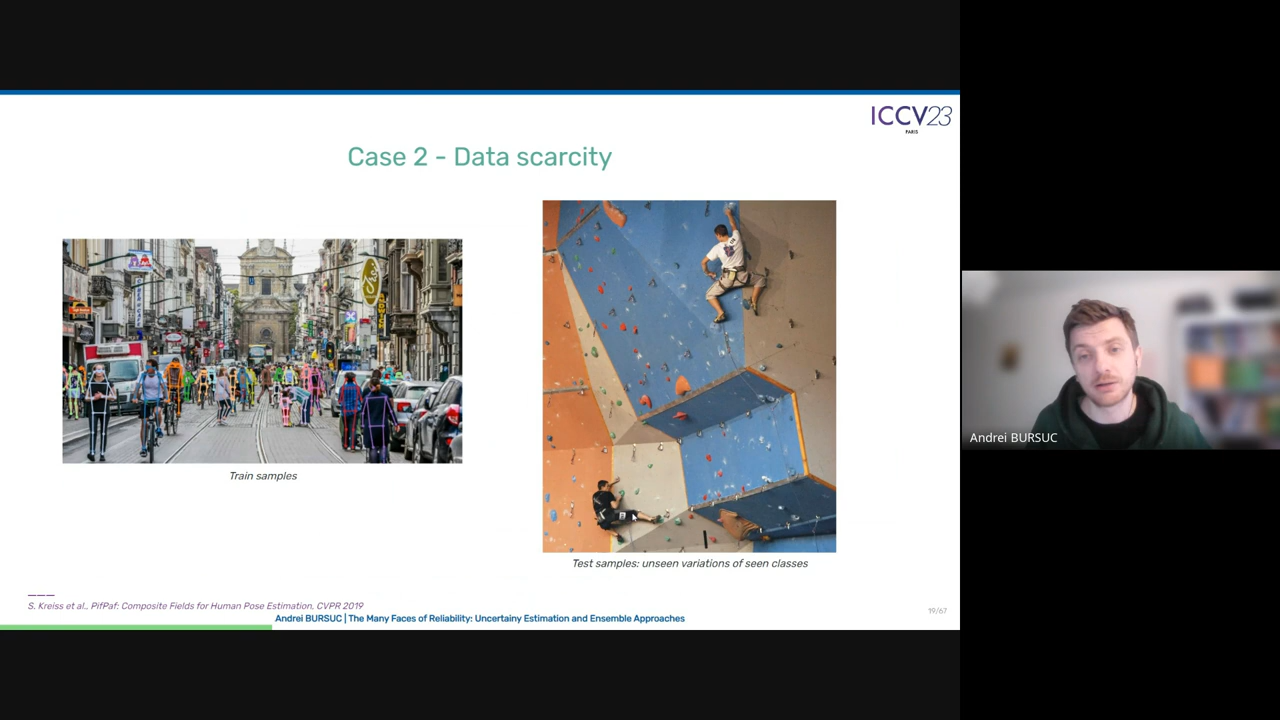 ICCV23
PARIS
Case 2 - Data scarcity
Train samples
Test samples: unseen variations of seen classes
S. Kreiss et al., PifPaf: Composite Fields for Human Pose Estimation, CVPR 2019
Andrei BURSUC | The Many Faces of Reliability: Uncertainy Estimation and Ensemble Approaches
19/67
Andrei BURSUC